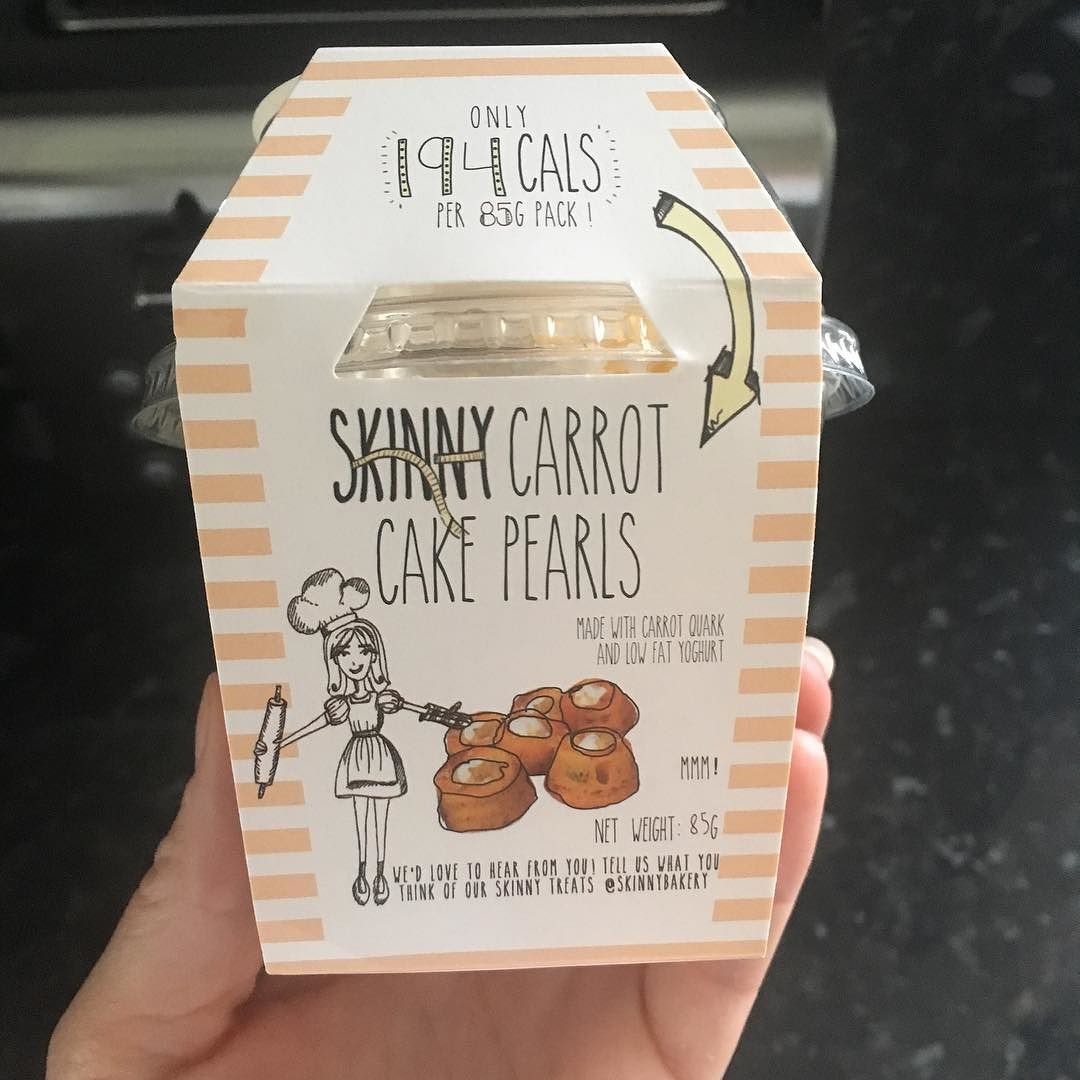 ONLY
194 CALS
PER 85G PACK!
SKINNY CARROT
CAKE PEARLS
MADE WITH CARROT QUARK
AND LOW FAT YOGHURT
MMM!
NET WEIGHT: 85G
WE'D LOVE TO HEAR FROM YOU! TELL US WHAT YOU
THINK OF OUR SKINNY TREATS @SKINNYBAKERY